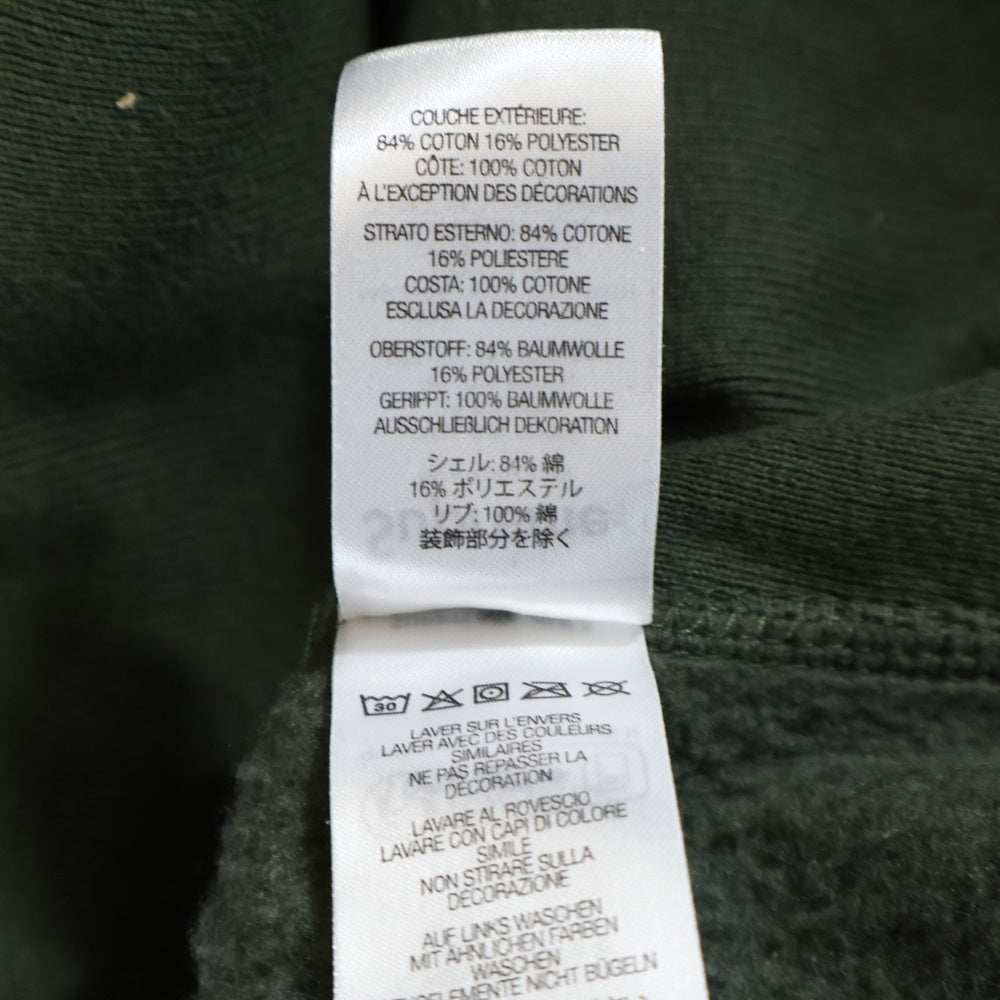 COUCHE EXTÉRIEURE:
84% COTON 16% POLYESTER
CÔTE: 100% COTON
À L'EXCEPTION DES DÉCORATIONS
STRATO ESTERNO: 84% COTONE
16% POLIESTERE
COSTA: 100% COTONE
ESCLUSA LA DECORAZIONE
OBERSTOFF: 84% BAUMWOLLE
16% POLYESTER
GERIPPT: 100% BAUMWOLLE
AUSSCHLIEßLICH DEKORATION
シェル: 84% 綿
16% ポリエステル
リブ: 100% 綿
装飾部分を除く
30
LAVER SUR L'ENVERS
LAVER AVEC DES COULEURS
SIMILAIRES
NE PAS REPASSER LA
DÉCORATION
LAVARE AL ROVESCIO
LAVARE CON CAPI DI COLORE
SIMILE
NON STIRARE SULLA
DECORAZIONE
AUF LINKS WASCHEN
MIT ÄHNLICHEN FARBEN
WASCHEN
NICHT BÜGELN